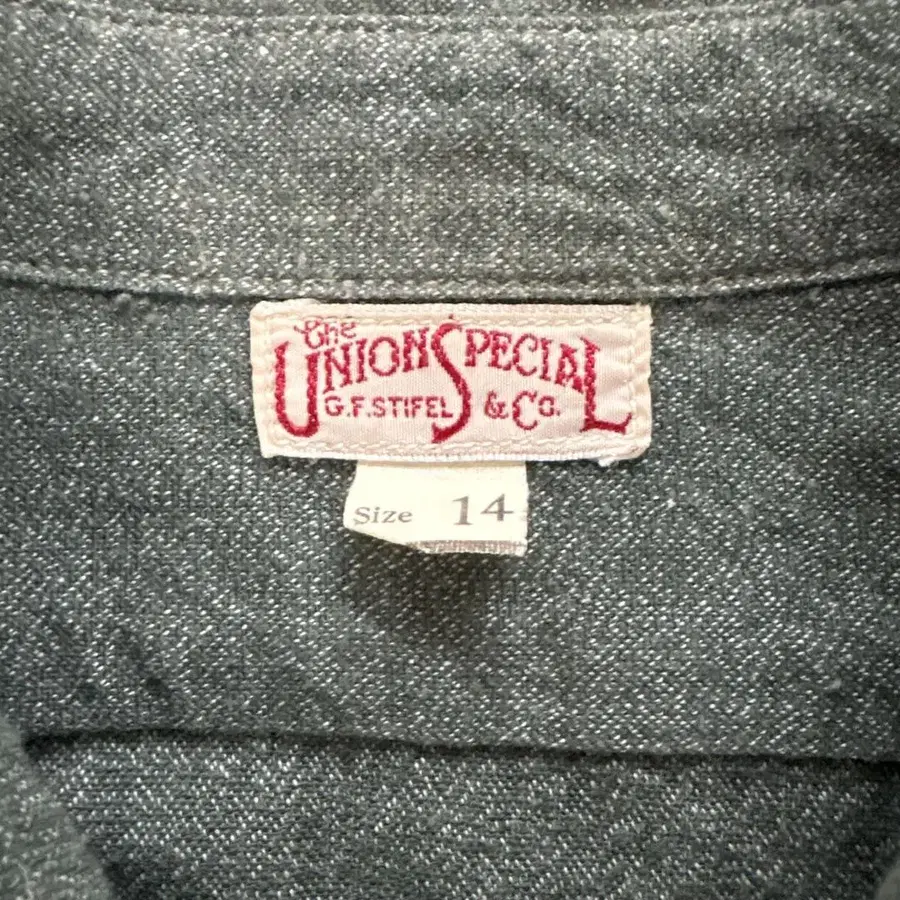 The
UNION SPECIAL
G.F.STIFEL & Co.
Size 14